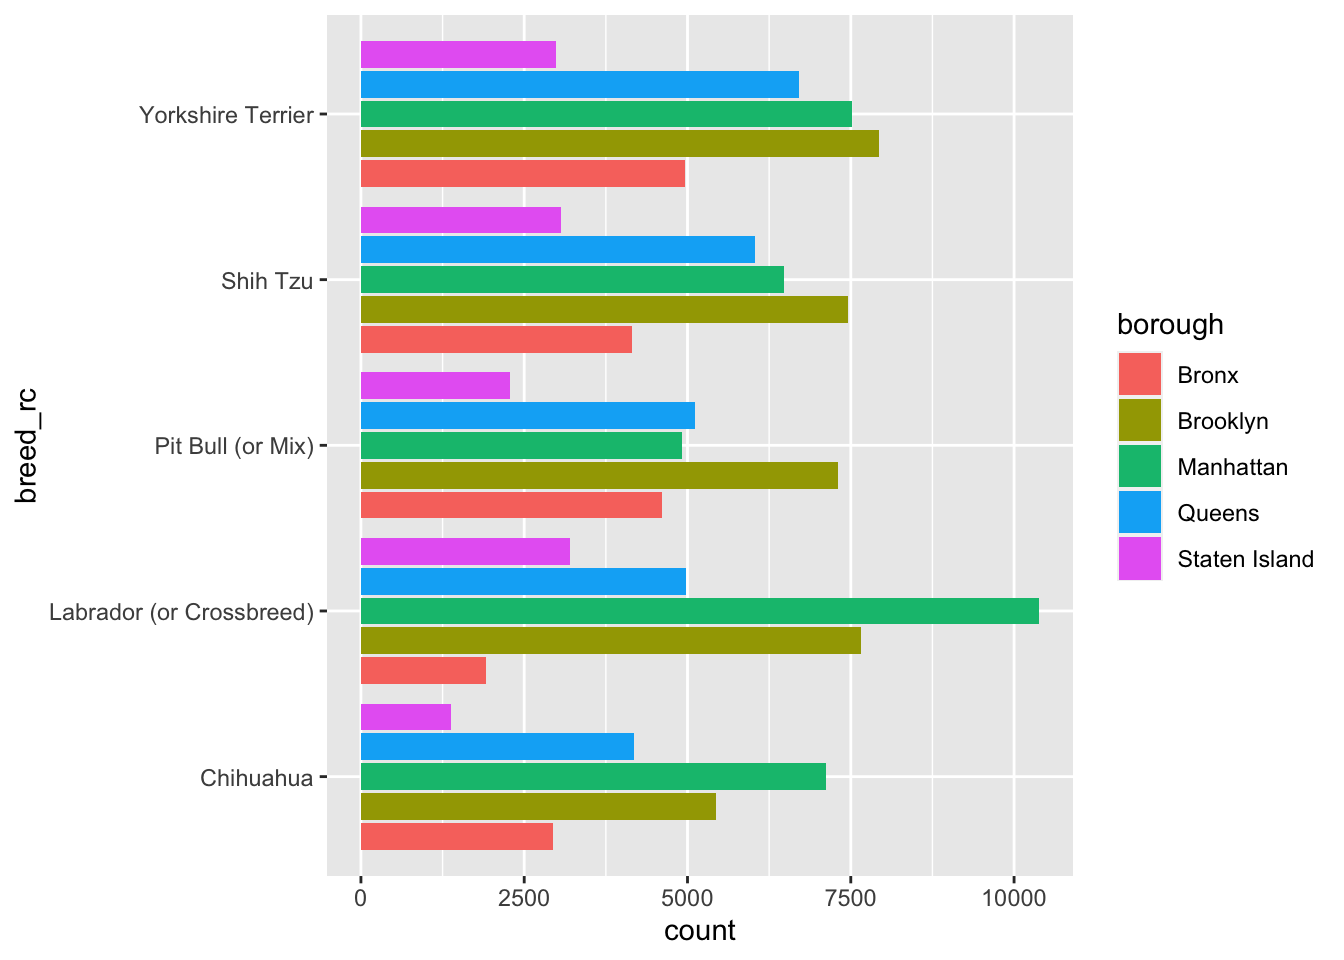 Yorkshire Terrier
Shih Tzu
Pit Bull (or Mix)
Labrador (or Crossbreed)
Chihuahua
breed_rc
0 2500 5000 7500 10000
count
borough
Bronx
Brooklyn
Manhattan
Queens
Staten Island